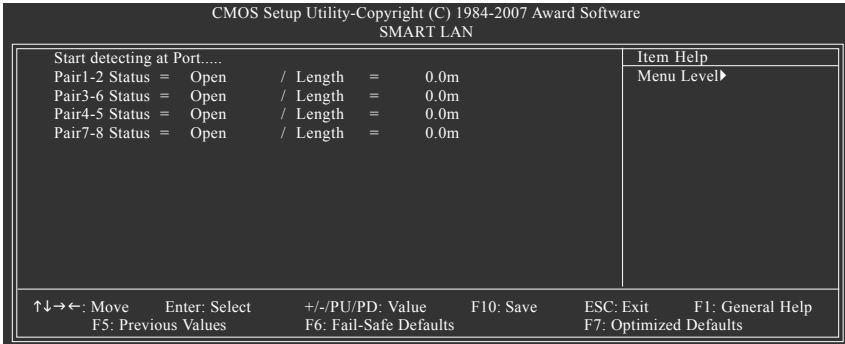 CMOS Setup Utility-Copyright (C) 1984-2007 Award Software
SMART LAN
Start detecting at Port.....
Pair1-2 Status = Open / Length = 0.0m
Pair3-6 Status = Open / Length = 0.0m
Pair4-5 Status = Open / Length = 0.0m
Pair7-8 Status = Open / Length = 0.0m
Item Help
Menu Level▶
↑↓→←: Move Enter: Select +/-/PU/PD: Value F10: Save ESC: Exit F1: General Help
F5: Previous Values F6: Fail-Safe Defaults F7: Optimized Defaults